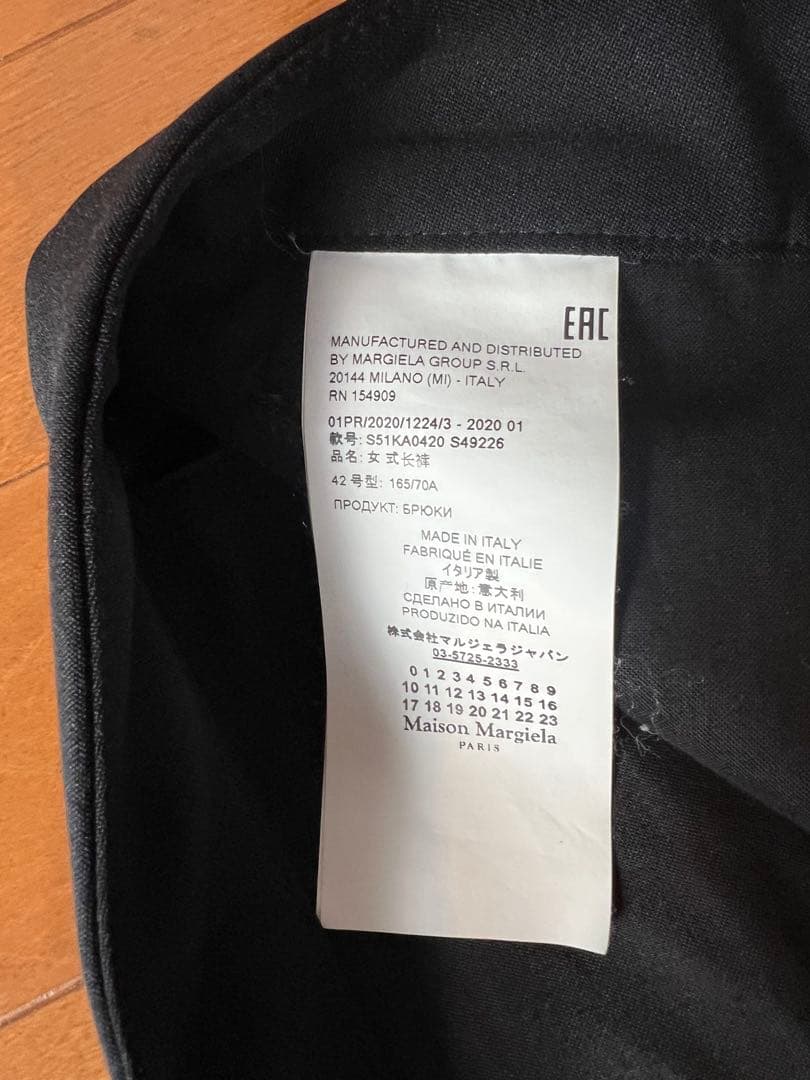 EAC
MANUFACTURED AND DISTRIBUTED
BY MARGIELA GROUP S.R.L.
20144 MILANO (MI) - ITALY
RN 154909
01PR/2020/1224/3 - 2020 01
款号: S51KA0420 S49226
品名: 女式长裤
42 号型: 165/70A
ПРОДУКТ: БРЮКИ
MADE IN ITALY
FABRIQUÉ EN ITALIE
イタリア製
原产地: 意大利
СДЕЛАНО В ИТАЛИИ
PRODUZIDO NA ITALIA
株式会社マルジェラジャパン
03-5725-2333
0 1 2 3 4 5 6 7 8 9
10 11 12 13 14 15 16
17 18 19 20 21 22 23
Maison Margiela
PARIS